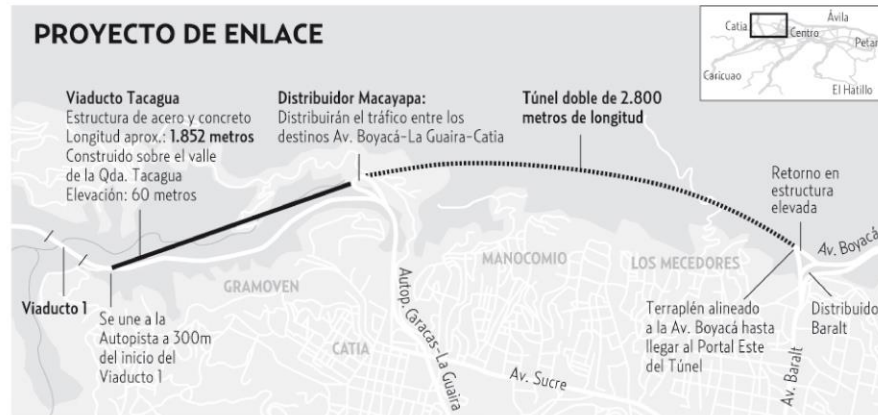 PROYECTO DE ENLACE
Catia
Ávila
Centro
Petar
Caricuao
El Hatillo
Viaducto Tacagua
Estructura de acero y concreto
Longitud aprox.: 1.852 metros
Construido sobre el valle
de la Qda. Tacagua
Elevación: 60 metros
Distribuidor Macayapa:
Distribuirán el tráfico entre los
destinos Av. Boyacá-La Guaira-Catia
Túnel doble de 2.800
metros de longitud
Retorno en
estructura
elevada
Av. Boyacá
MANOCOMIO
LOS MECEDORES
GRAMOVEN
Viaducto 1
Se une a la
Autopista a 300m
del inicio del
Viaducto 1
CATIA
Autop. Caracas-La Guaira
Av. Sucre
Terraplén alineado
a la Av. Boyacá hasta
llegar al Portal Este
del Túnel
Av. Baralt
Distribuido
Baralt